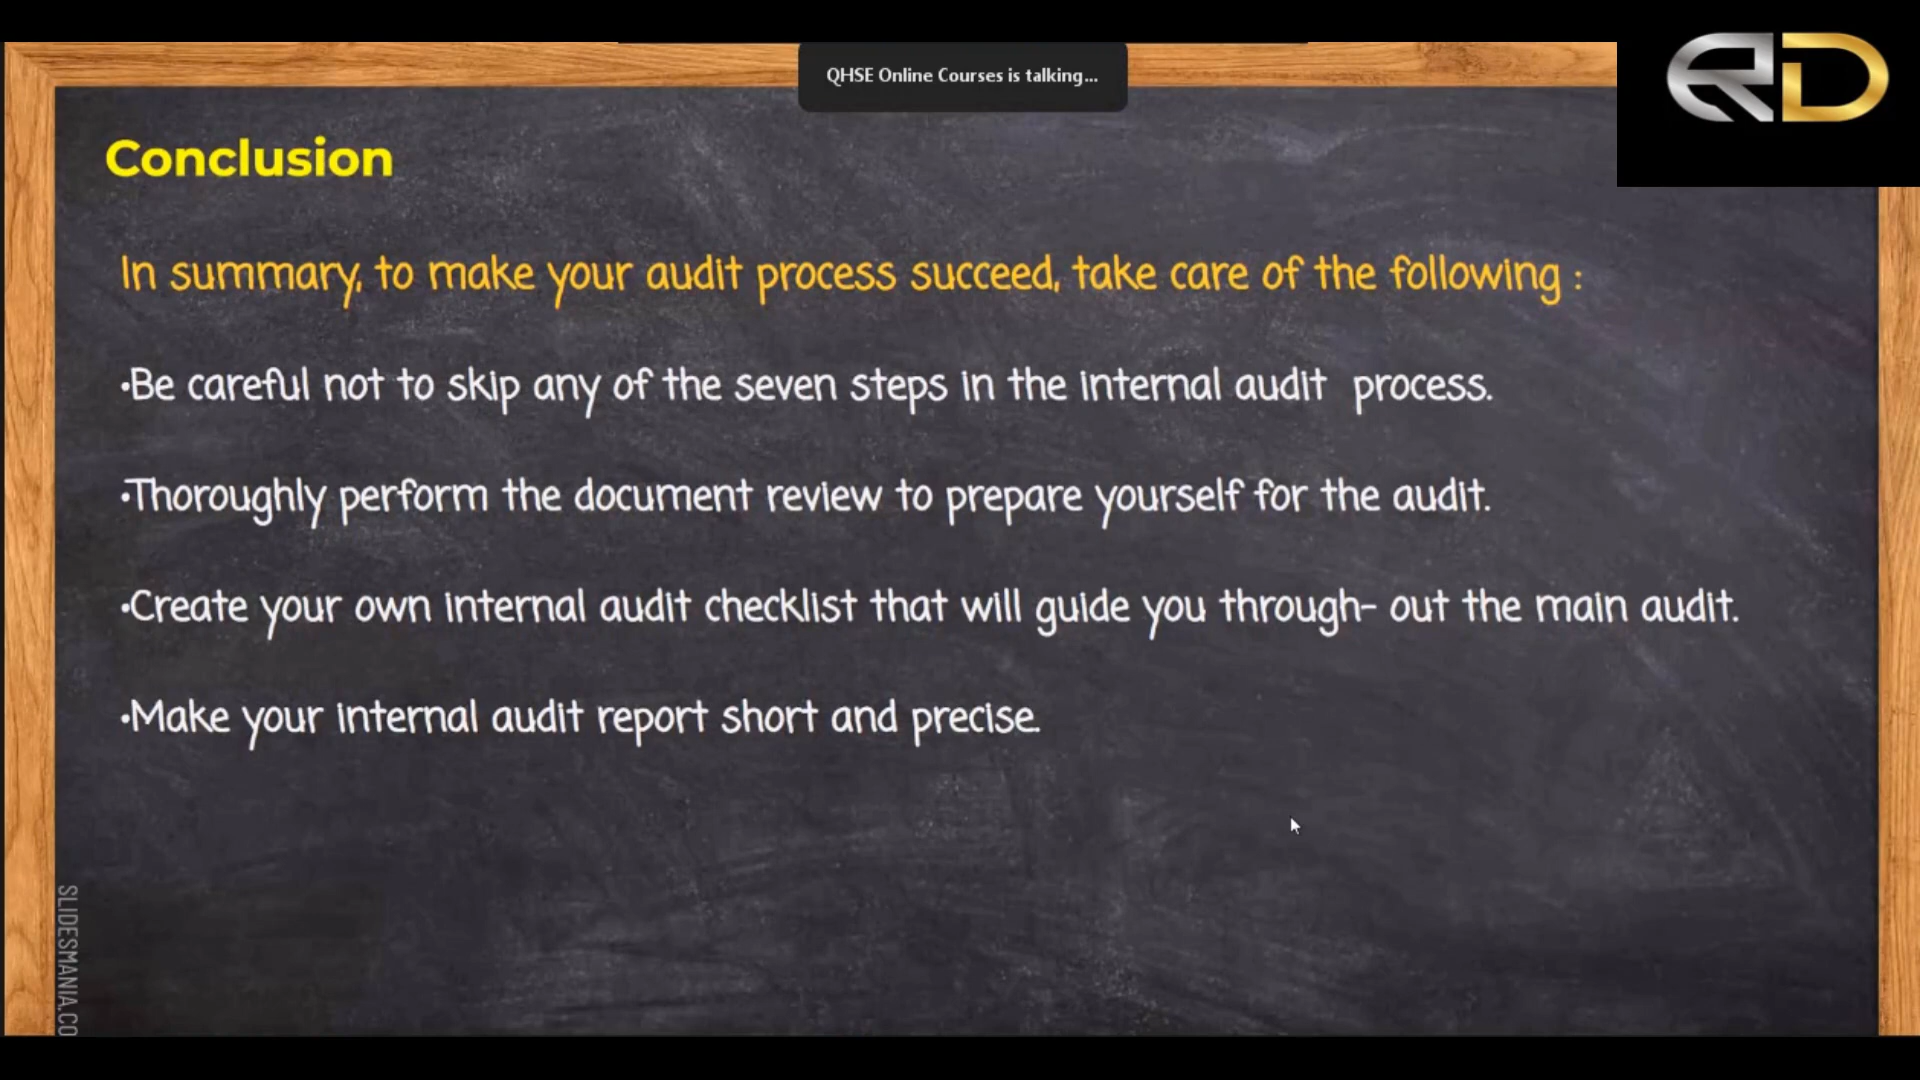 QHSE Online Courses is talking...
RD
Conclusion
In summary, to make your audit process succeed, take care of the following :
•Be careful not to skip any of the seven steps in the internal audit  process.
•Thoroughly perform the document review to prepare yourself for the audit.
•Create your own internal audit checklist that will guide you through- out the main audit.
•Make your internal audit report short and precise.
SLIDESMANIA.CO